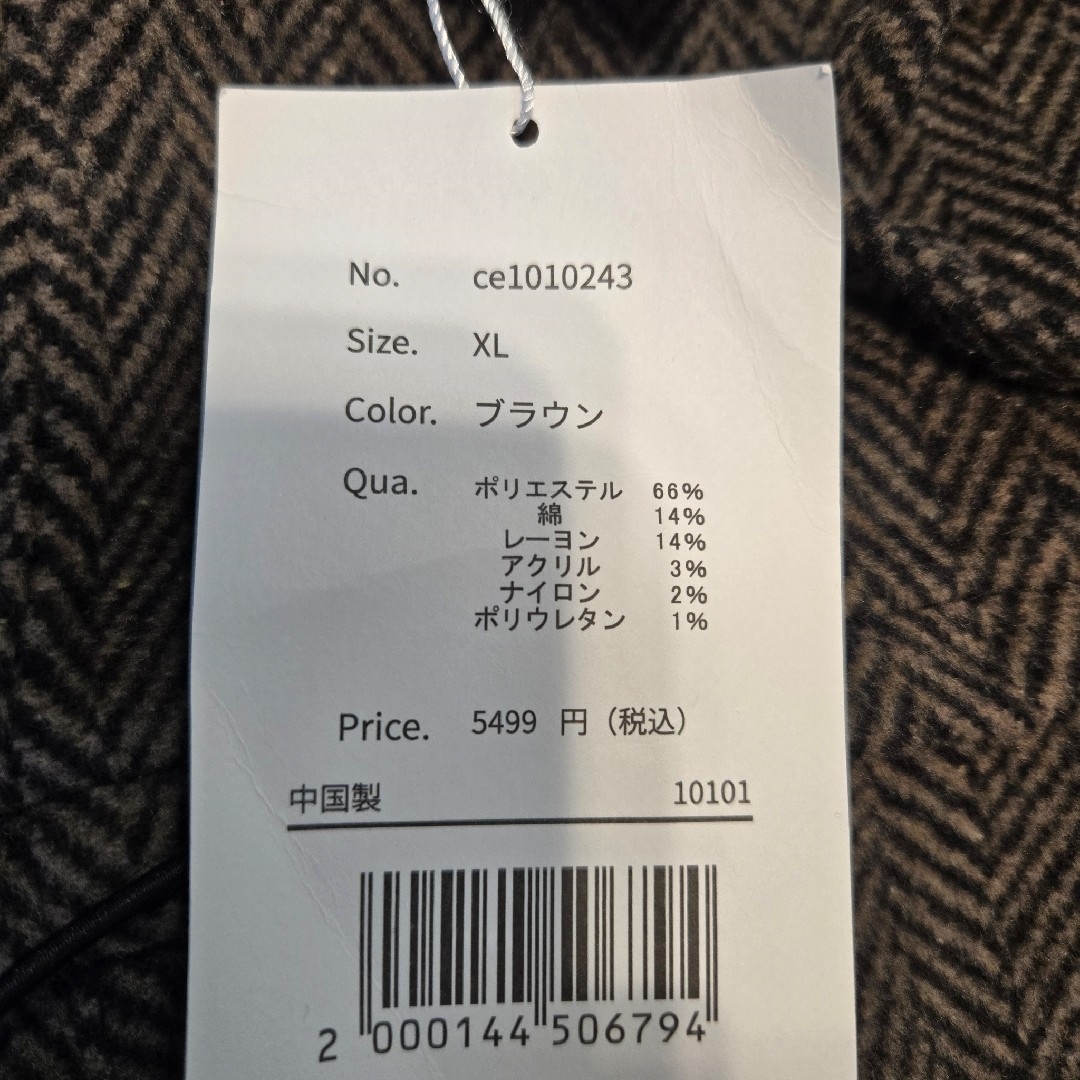 No. ce1010243
Size. XL
Color. ブラウン
Qua. ポリエステル 66%
綿 14%
レーヨン 14%
アクリル 3%
ナイロン 2%
ポリウレタン 1%
Price. 5499 円（税込）
中国製 10101
2 000144 506794